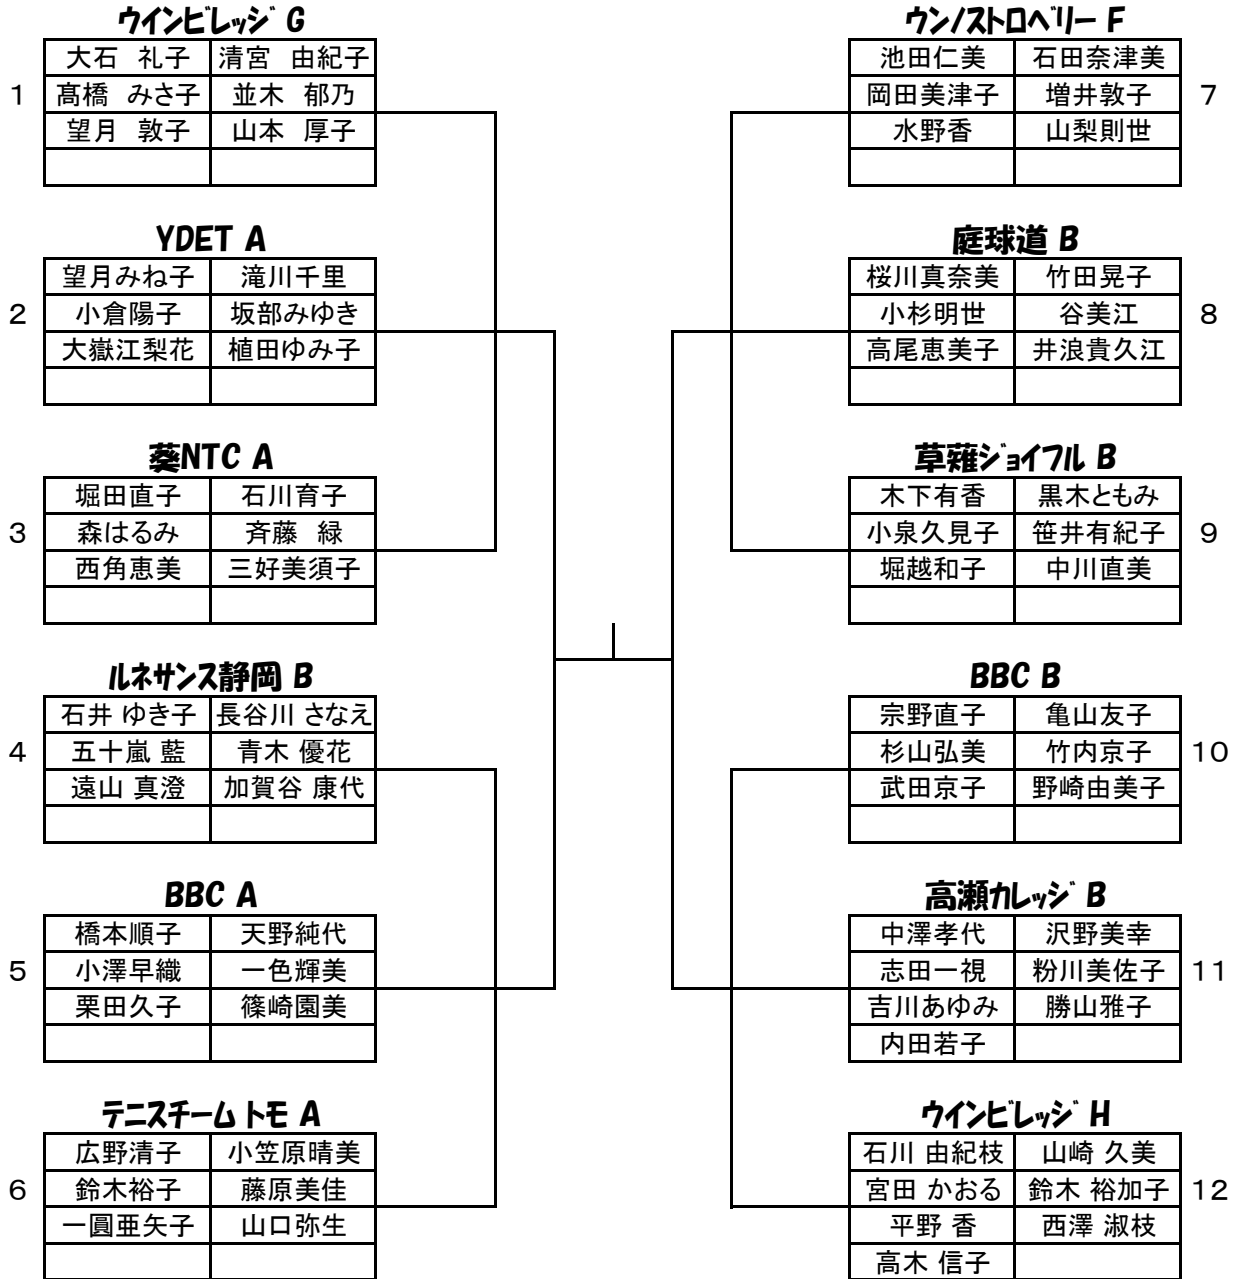 ウインビレッジ G
大石 礼子 清宮 由紀子
1 髙橋 みさ子 並木 郁乃
望月 敦子 山本 厚子
YDET A
望月みね子 滝川千里
2 小倉陽子 坂部みゆき
大嶽江梨花 植田ゆみ子
葵NTC A
堀田直子 石川育子
3 森はるみ 斉藤 緑
西角恵美 三好美須子
ルネサンス静岡 B
石井 ゆき子 長谷川 さなえ
4 五十嵐 藍 青木 優花
遠山 真澄 加賀谷 康代
BBC A
橋本順子 天野純代
5 小澤早織 一色輝美
栗田久子 篠崎園美
テニスチーム トモ A
広野清子 小笠原晴美
6 鈴木裕子 藤原美佳
一圓亜矢子 山口弥生
ウン/ストロベリー F
池田仁美 石田奈津美
岡田美津子 増井敦子 7
水野香 山梨則世
庭球道 B
桜川真奈美 竹田晃子
小杉明世 谷美江 8
高尾恵美子 井浪貴久江
草薙ジョイフル B
木下有香 黒木ともみ
小泉久見子 笹井有紀子 9
堀越和子 中川直美
BBC B
宗野直子 亀山友子
杉山弘美 竹内京子 10
武田京子 野崎由美子
高瀬カレッジ B
中澤孝代 沢野美幸
志田一視 粉川美佐子 11
吉川あゆみ 勝山雅子
内田若子
ウインビレッジ H
石川 由紀枝 山崎 久美
宮田 かおる 鈴木 裕加子 12
平野 香 西澤 淑枝
高木 信子